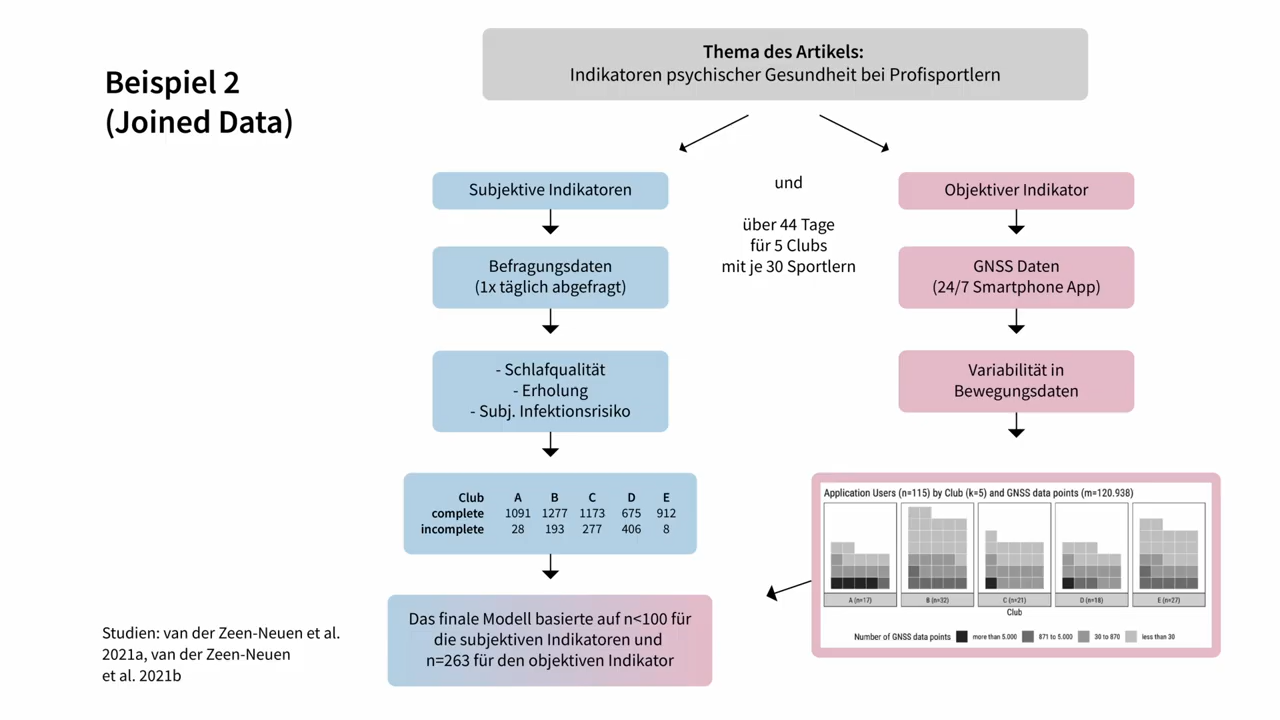 Beispiel 2
(Joined Data)
Thema des Artikels:
Indikatoren psychischer Gesundheit bei Profisportlern
Subjektive Indikatoren
und
Objektiver Indikator
über 44 Tage
für 5 Clubs
mit je 30 Sportlern
Befragungsdaten
(1x täglich abgefragt)
GNSS Daten
(24/7 Smartphone App)
- Schlafqualität
- Erholung
- Subj. Infektionsrisiko
Variabilität in
Bewegungsdaten
Club A B C D E
complete 1091 1277 1173 675 912
incomplete 28 193 277 406 8
Application Users (n=115) by Club (k=5) and GNSS data points (m=120.938)
A (n=17) B (n=32) C (n=21) D (n=18) E (n=27)
Club
Number of GNSS data points more than 5.000 871 to 5.000 30 to 870 less than 30
Das finale Modell basierte auf n<100 für
die subjektiven Indikatoren und
n=263 für den objektiven Indikator
Studien: van der Zeen-Neuen et al.
2021a, van der Zeen-Neuen
et al. 2021b